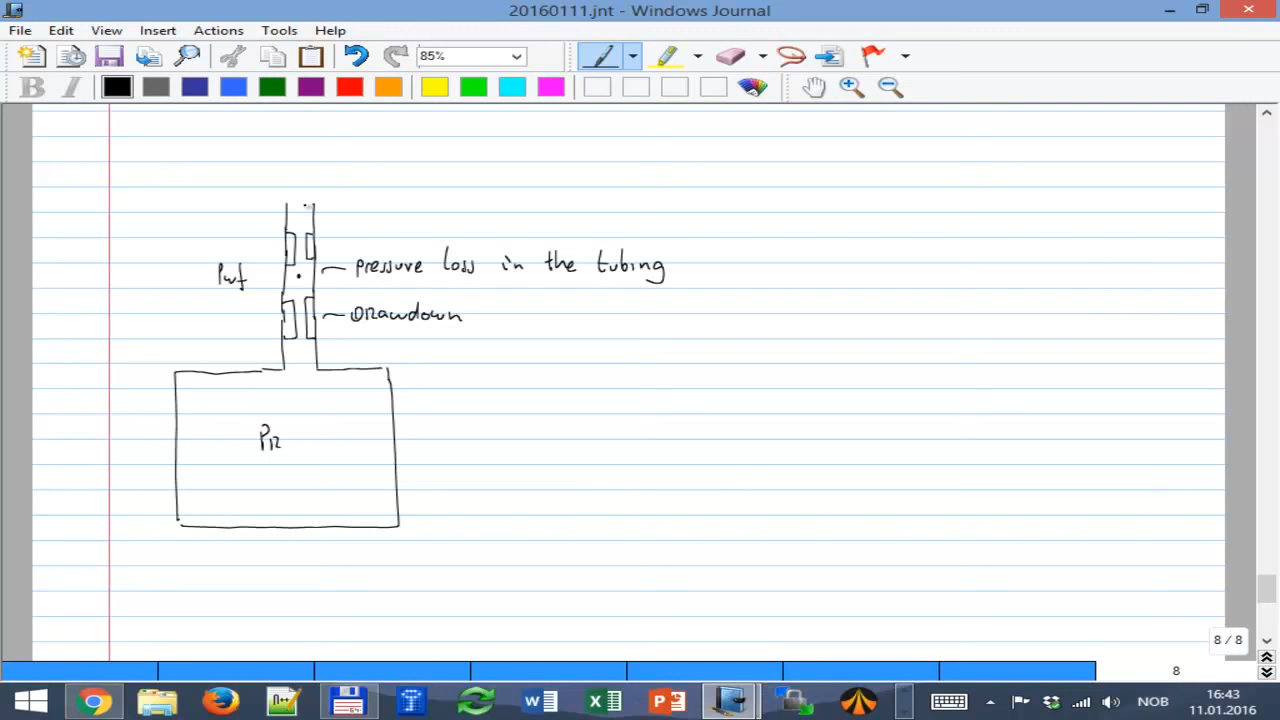 20160111.jnt - Windows Journal
File Edit View Insert Actions Tools Help
85%
B I
pressure loss in the tubing
Pwf
Drawdown
PR
8 / 8
8
NOB
16:43
11.01.2016